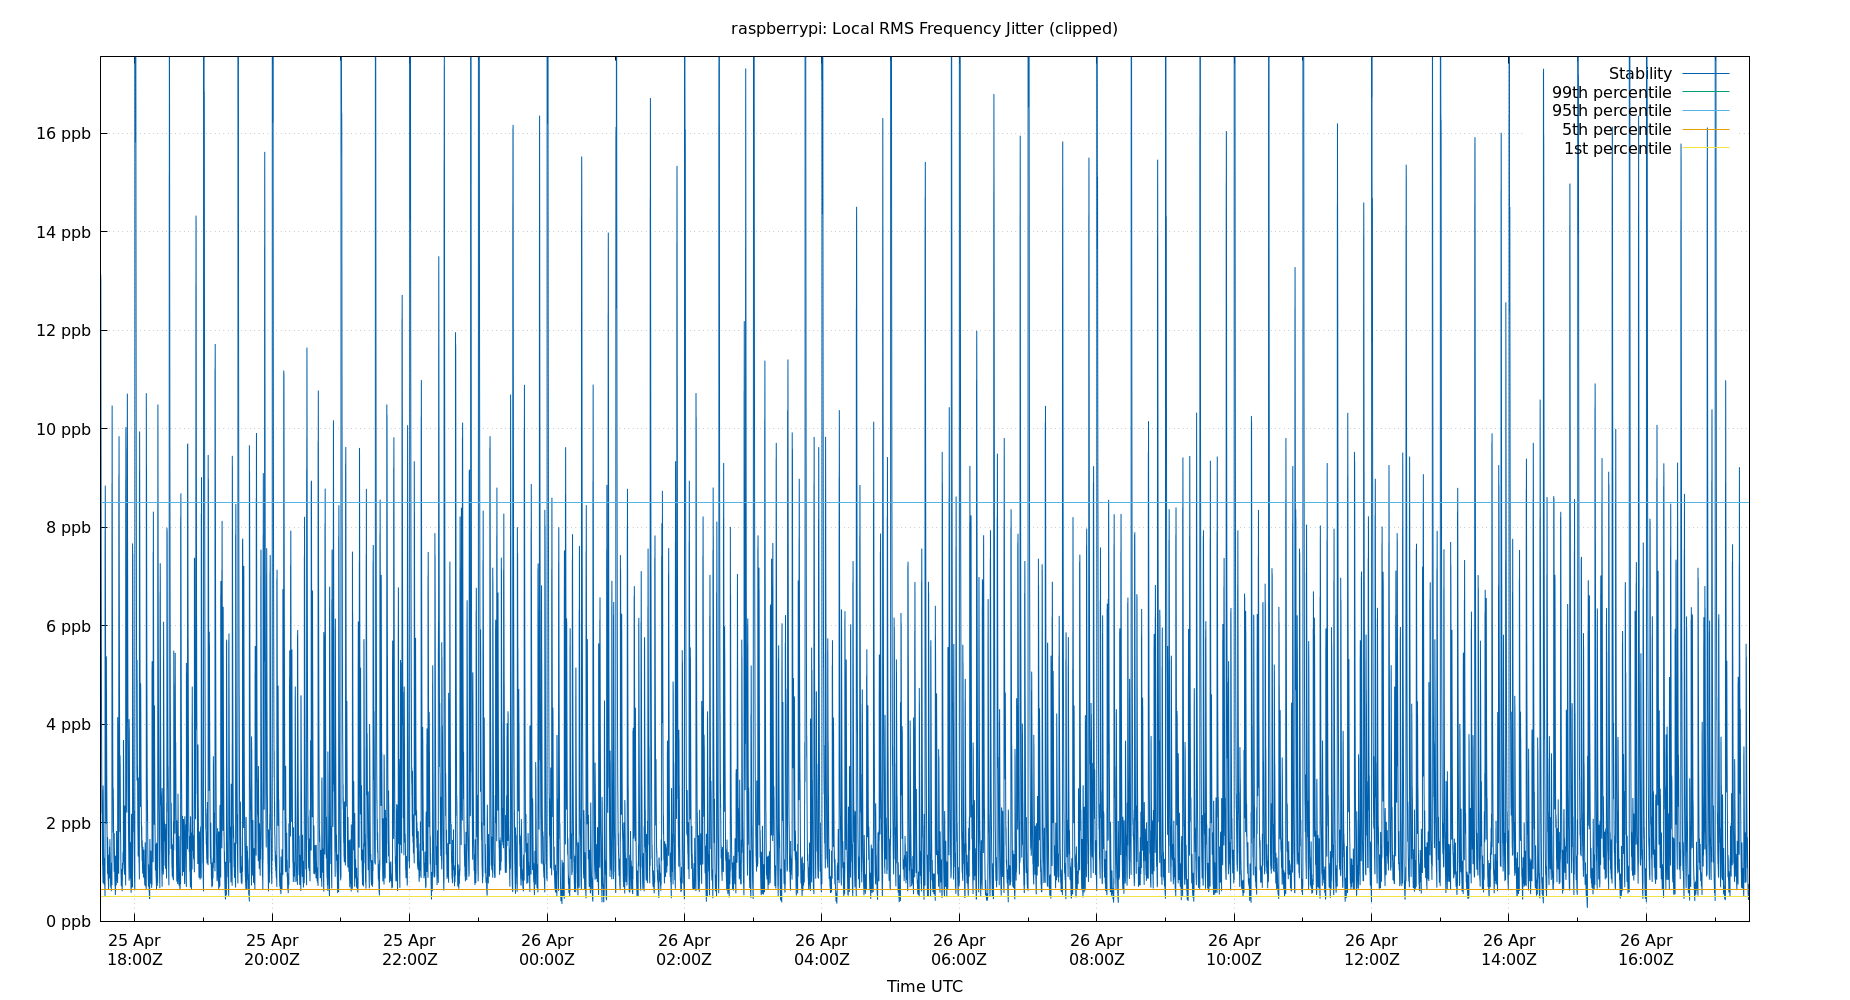 raspberrypi: Local RMS Frequency Jitter (clipped)
Stability
99th percentile
95th percentile
5th percentile
1st percentile
16 ppb
14 ppb
12 ppb
10 ppb
8 ppb
6 ppb
4 ppb
2 ppb
0 ppb
25 Apr 25 Apr 25 Apr 26 Apr 26 Apr 26 Apr 26 Apr 26 Apr 26 Apr 26 Apr 26 Apr 26 Apr
18:00Z 20:00Z 22:00Z 00:00Z 02:00Z 04:00Z 06:00Z 08:00Z 10:00Z 12:00Z 14:00Z 16:00Z
Time UTC